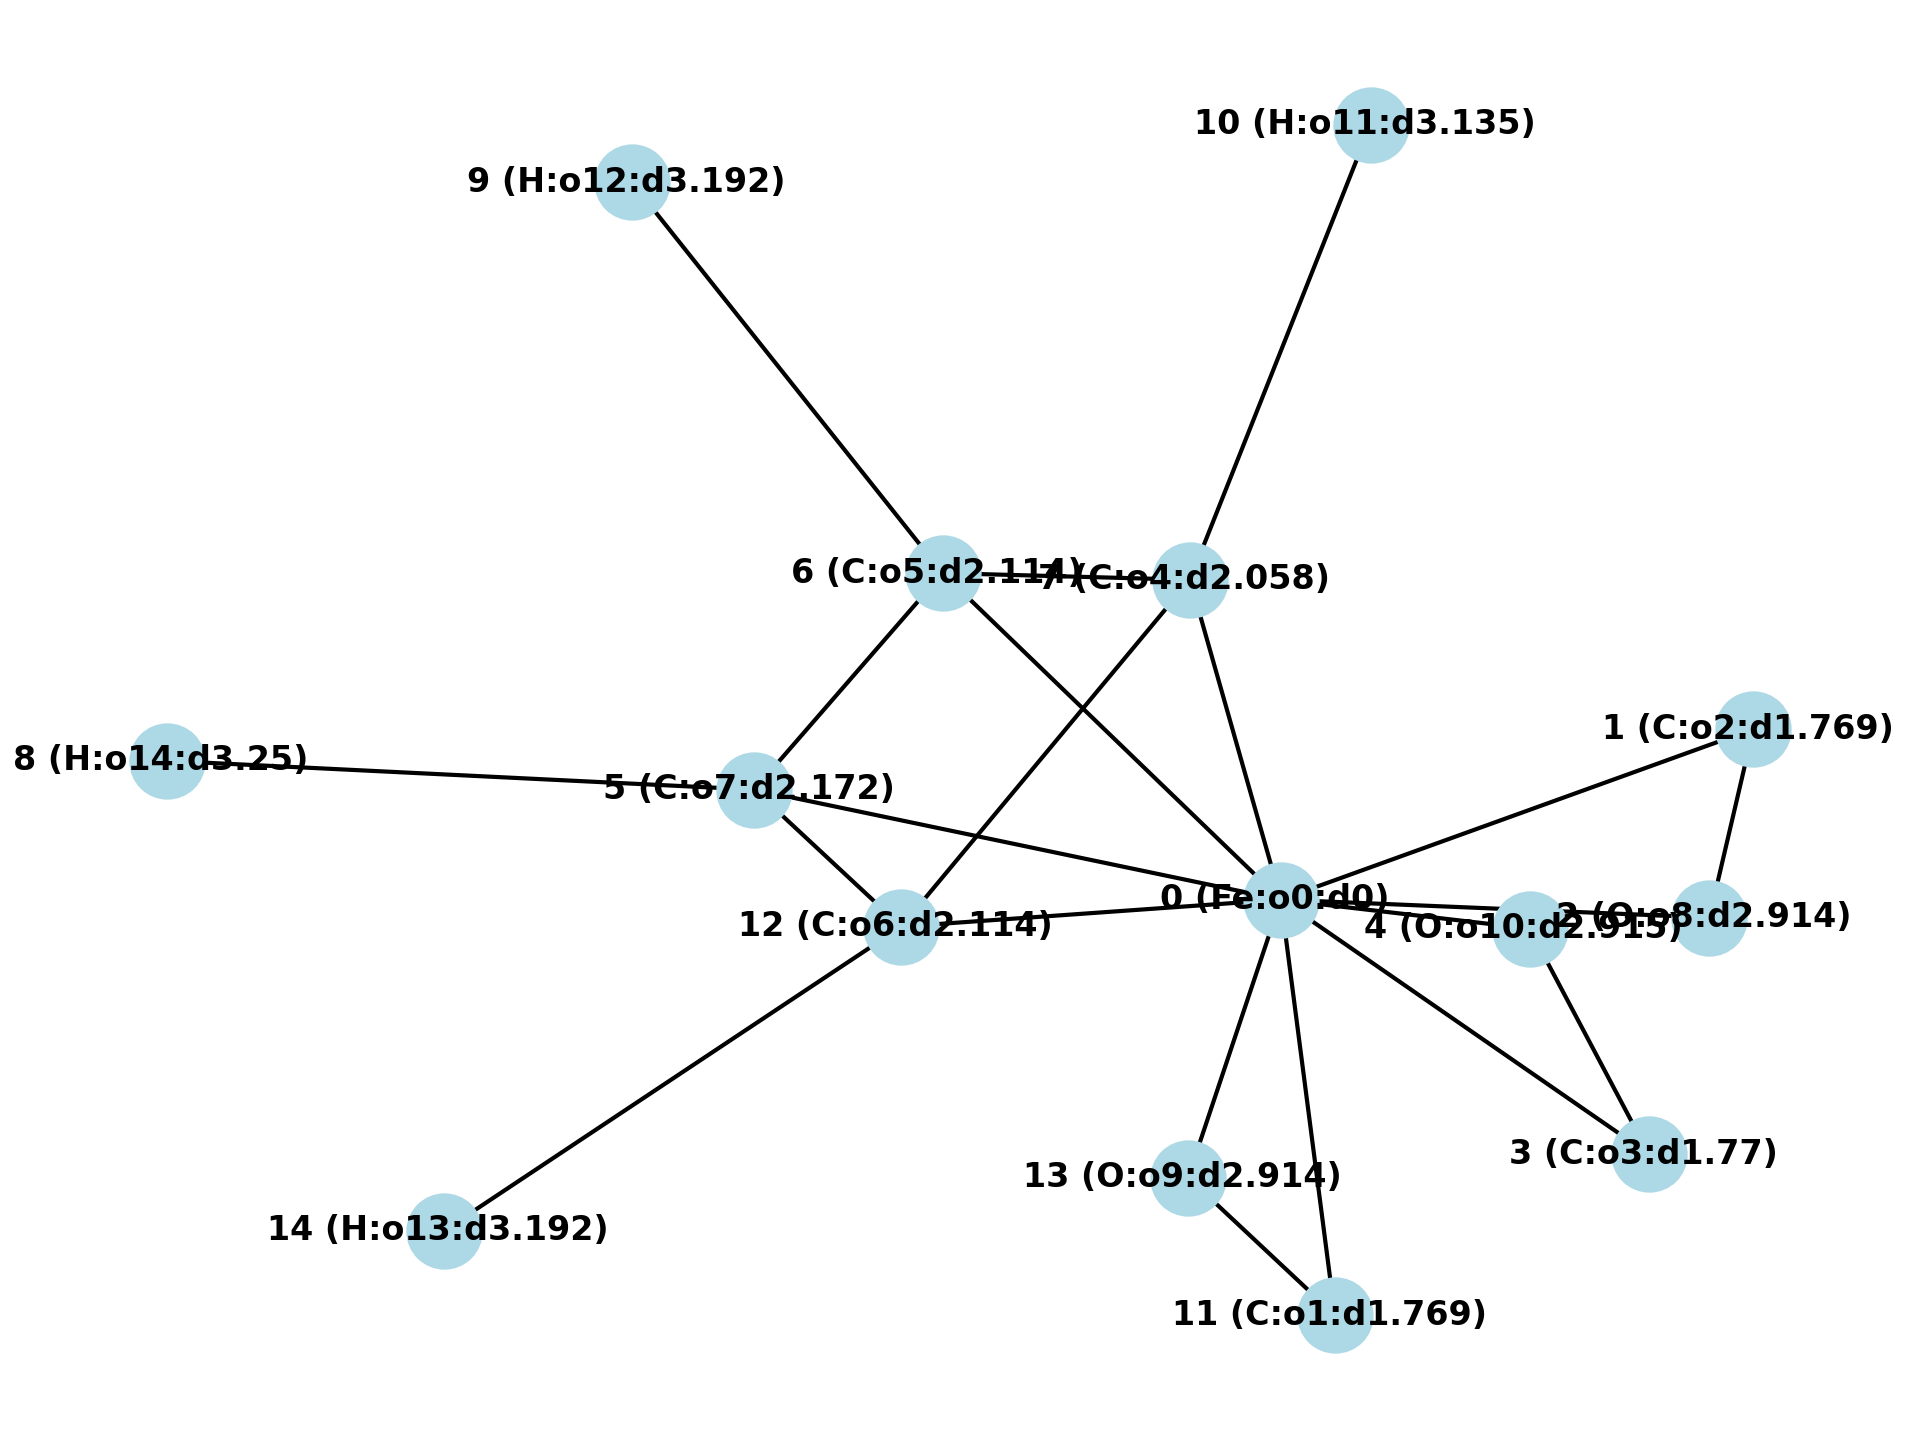 10 (H:o11:d3.135)
9 (H:o12:d3.192)
6 (C:o5:d2.114)
7 (C:o4:d2.058)
1 (C:o2:d1.769)
8 (H:o14:d3.25)
5 (C:o7:d2.172)
0 (Fe:o0:d0)
2 (O:o8:d2.914)
12 (C:o6:d2.114)
4 (O:o10:d2.915)
3 (C:o3:d1.77)
13 (O:o9:d2.914)
14 (H:o13:d3.192)
11 (C:o1:d1.769)